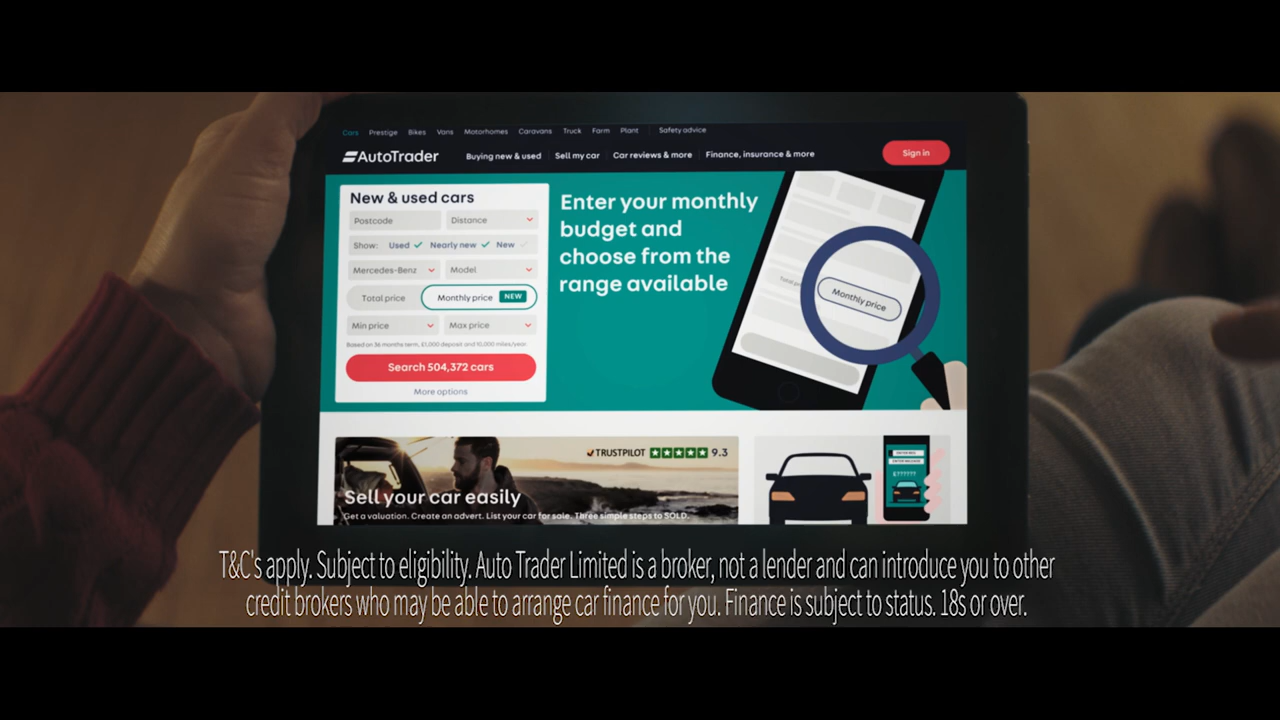 Cars Prestige Bikes Vans Motorhomes Caravans Truck Farm Plant Safety advice
AutoTrader Buying new & used Sell my car Car reviews & more Finance, insurance & more Sign in
New & used cars
Postcode Distance
Show: Used Nearly new New
Mercedes-Benz Model
Total price Monthly price NEW
Min price Max price
Based on 36 months term, £1,000 deposit and 10,000 miles/year.
Search 504,372 cars
More options
Enter your monthly
budget and
choose from the
range available
Monthly price
TRUSTPILOT 9.3
Sell your car easily
Get a valuation. Create an advert. List your car for sale. Three simple steps to SOLD.
T&C's apply. Subject to eligibility. Auto Trader Limited is a broker, not a lender and can introduce you to other
credit brokers who may be able to arrange car finance for you. Finance is subject to status. 18s or over.